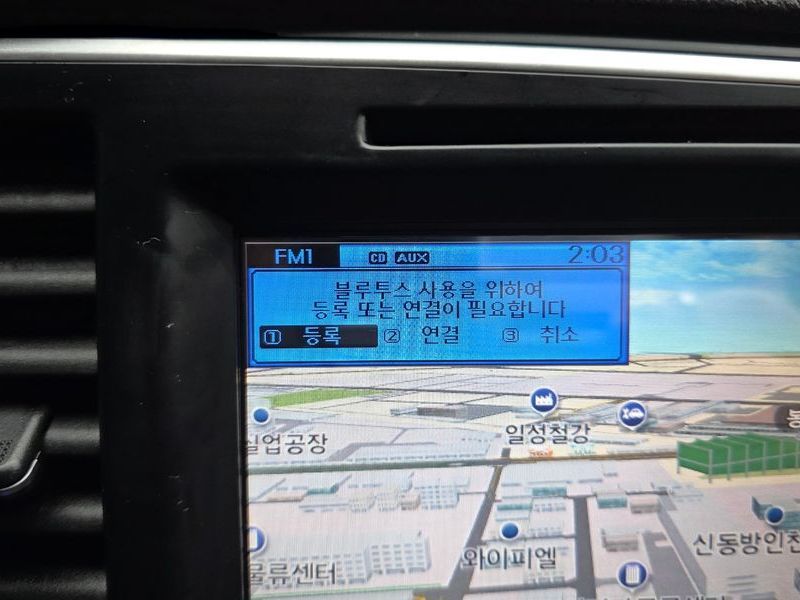 FM1 CD AUX 2:03
블루투스 사용을 위하여
등록 또는 연결이 필요합니다
1 등록 2 연결 3 취소
일성철강
실업공장
와이피엘
신동방인천
물류센터